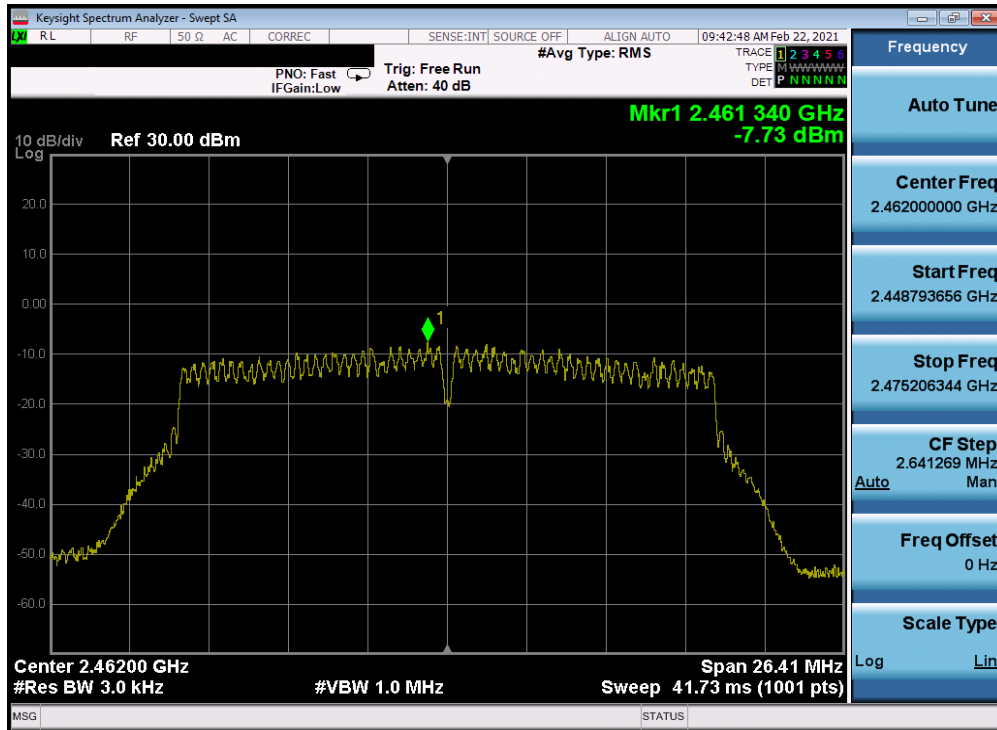 Keysight Spectrum Analyzer - Swept SA
LXI RL RF 50 Ω AC CORREC SENSE:INT SOURCE OFF ALIGN AUTO 09:42:48 AM Feb 22, 2021
#Avg Type: RMS TRACE 1 2 3 4 5 6
PNO: Fast Trig: Free Run TYPE M WWWWW
IFGain:Low Atten: 40 dB DET P N N N N N
Mkr1 2.461 340 GHz
-7.73 dBm
10 dB/div Ref 30.00 dBm
Log
20.0
10.0
0.00
1
-10.0
-20.0
-30.0
-40.0
-50.0
-60.0
Center 2.46200 GHz Span 26.41 MHz
#Res BW 3.0 kHz #VBW 1.0 MHz Sweep 41.73 ms (1001 pts)
MSG STATUS
Frequency
Auto Tune
Center Freq
2.462000000 GHz
Start Freq
2.448793656 GHz
Stop Freq
2.475206344 GHz
CF Step
2.641269 MHz
Auto Man
Freq Offset
0 Hz
Scale Type
Log Lin